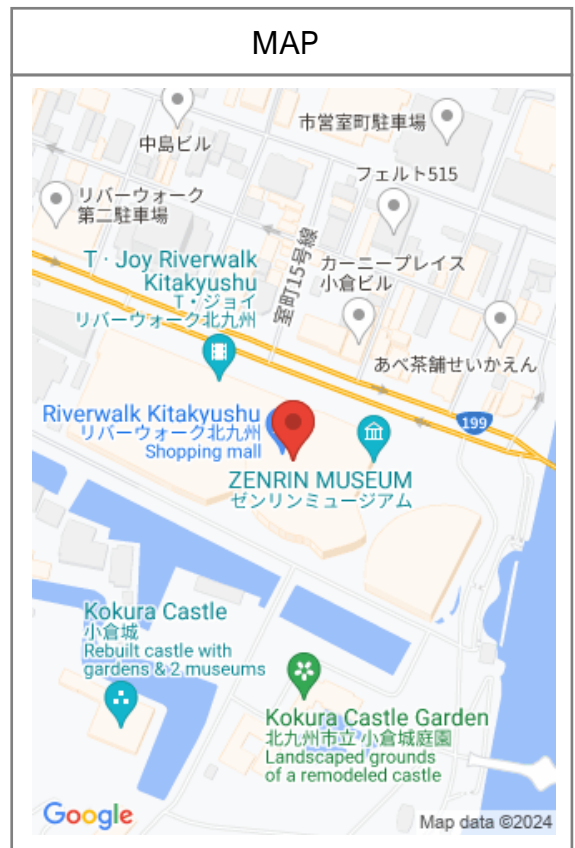 MAP
市営室町駐車場
中島ビル
フェルト515
リバーウォーク
第二駐車場
室町15号線
カーニープレイス
小倉ビル
T・Joy Riverwalk
Kitakyushu
T・ジョイ
リバーウォーク北九州
あべ茶舗せいかえん
199
Riverwalk Kitakyushu
リバーウォーク北九州
Shopping mall
ZENRIN MUSEUM
ゼンリンミュージアム
Kokura Castle
小倉城
Rebuilt castle with
gardens & 2 museums
Kokura Castle Garden
北九州市立 小倉城庭園
Landscaped grounds
of a remodeled castle
Google
Map data ©2024